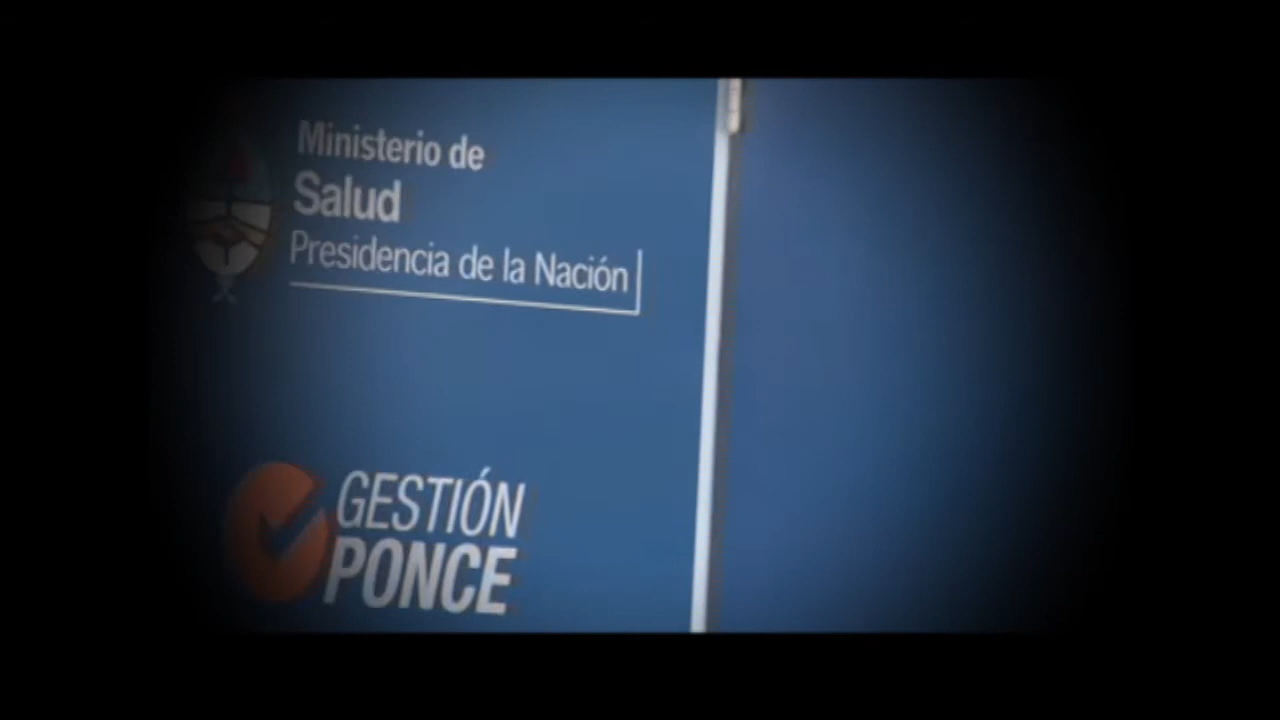 Ministerio de
Salud
Presidencia de la Nación
GESTIÓN
PONCE